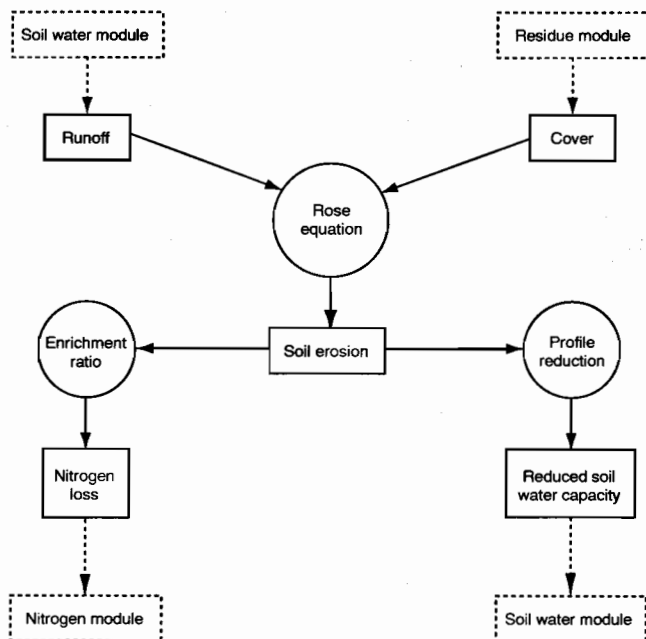 Soil water module
Residue module
Runoff
Cover
Rose
equation
Enrichment
ratio
Soil erosion
Profile
reduction
Nitrogen
loss
Reduced soil
water capacity
Nitrogen module
Soil water module